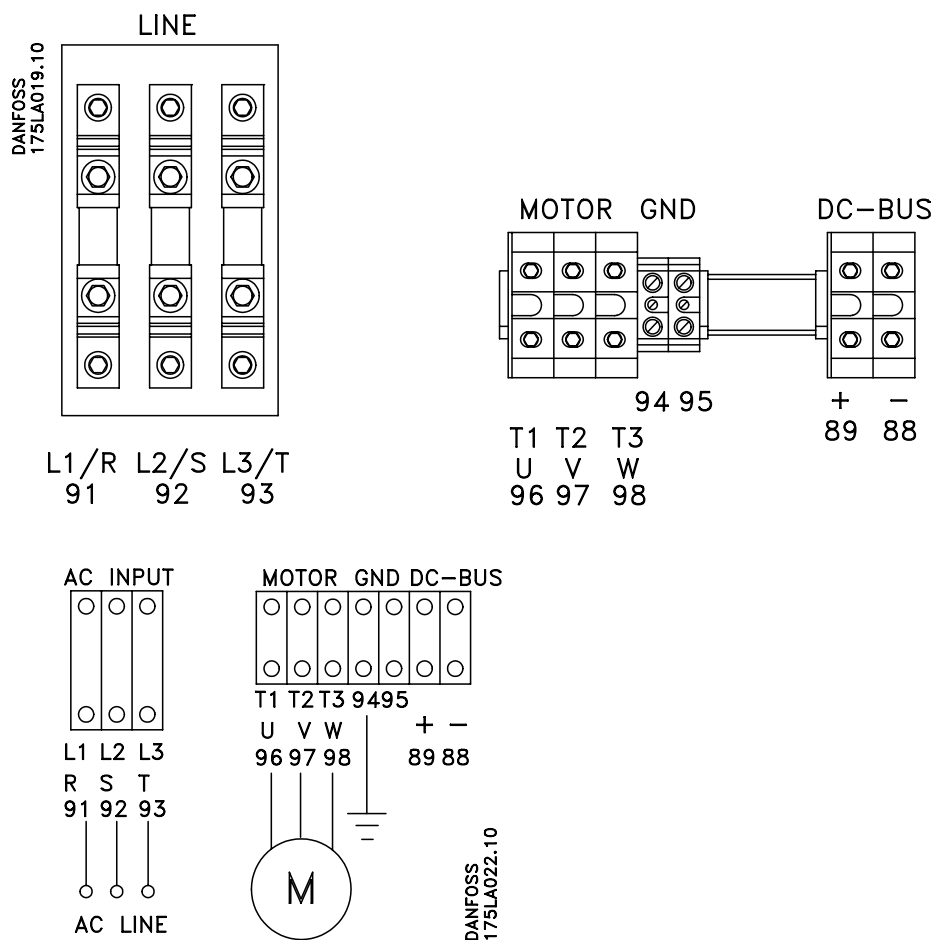 LINE
DANFOSS
175LA019.10
L1/R L2/S L3/T
91 92 93
MOTOR GND DC-BUS
94 95
+ -
89 88
T1 T2 T3
U V W
96 97 98
AC INPUT
L1 L2 L3
R S T
91 92 93
AC LINE
MOTOR GND DC-BUS
T1 T2 T3 94 95
U V W + -
96 97 98 89 88
M
DANFOSS
175LA022.10